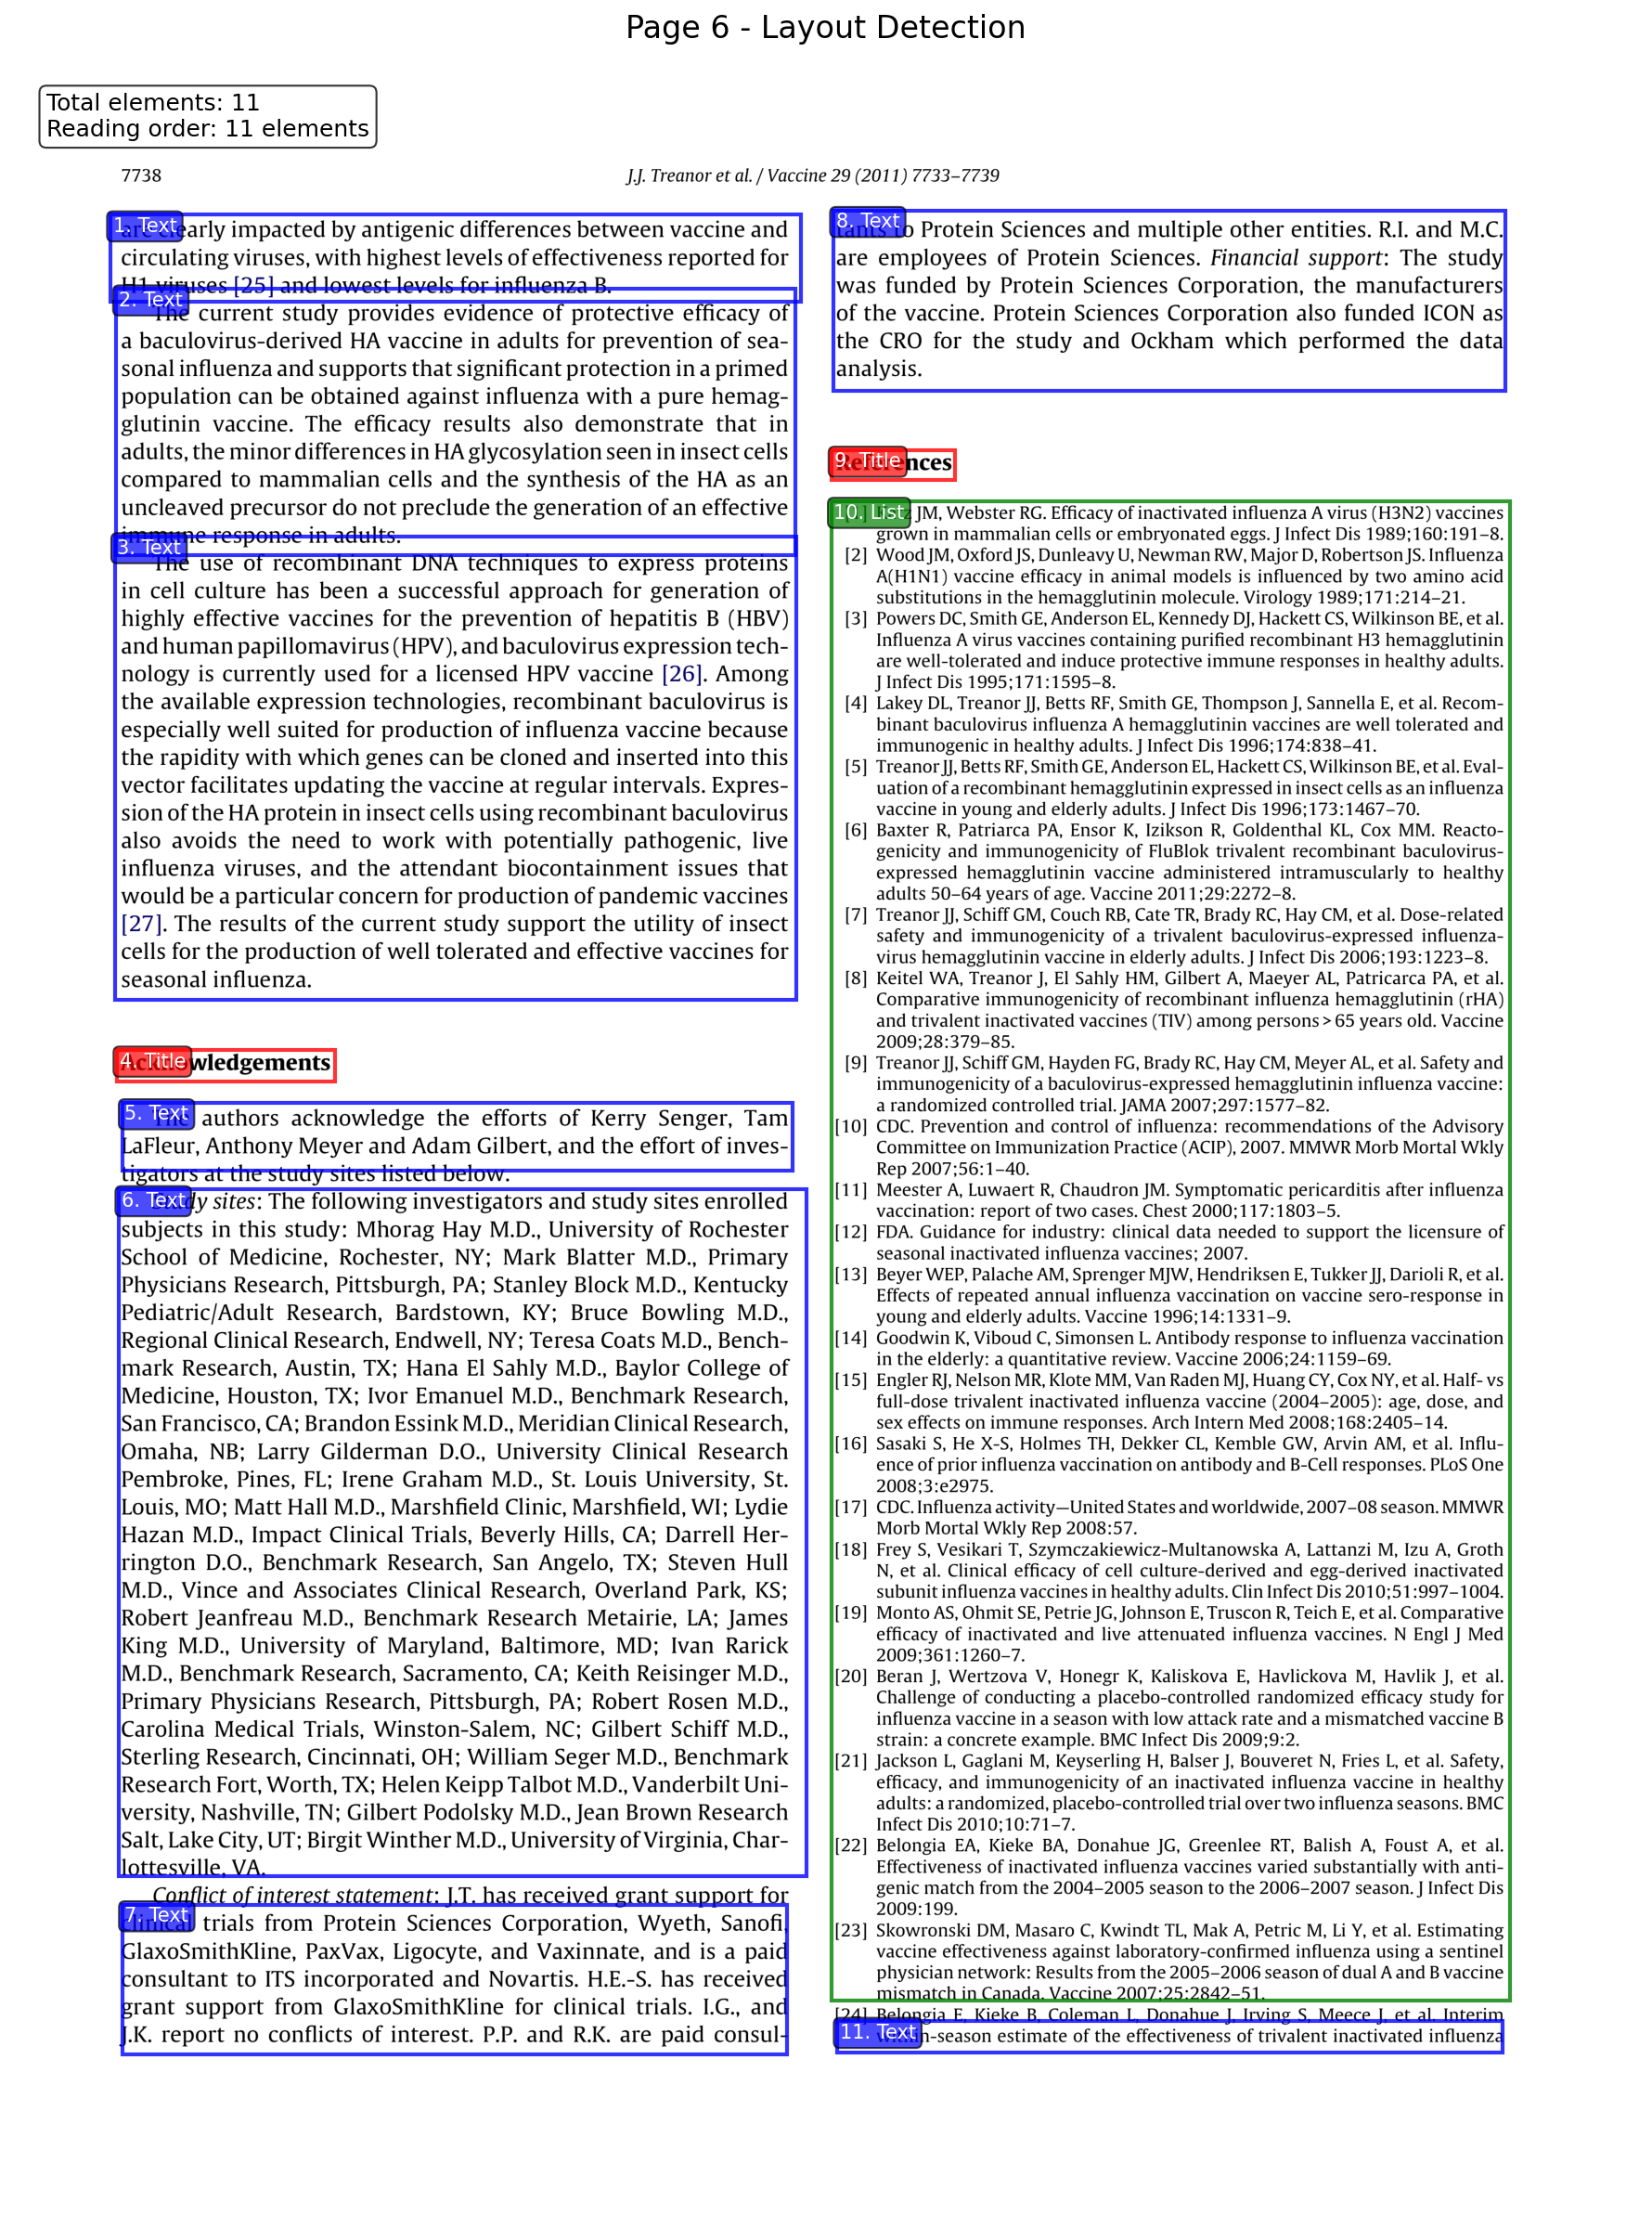 Page 6 - Layout Detection
Total elements: 11
Reading order: 11 elements
7738
J.J. Treanor et al. / Vaccine 29 (2011) 7733–7739
1. Text
clearly impacted by antigenic differences between vaccine and
circulating viruses, with highest levels of effectiveness reported for
H1 viruses [25] and lowest levels for influenza B.
2. Text
The current study provides evidence of protective efficacy of
a baculovirus-derived HA vaccine in adults for prevention of sea-
sonal influenza and supports that significant protection in a primed
population can be obtained against influenza with a pure hemag-
glutinin vaccine. The efficacy results also demonstrate that in
adults, the minor differences in HA glycosylation seen in insect cells
compared to mammalian cells and the synthesis of the HA as an
uncleaved precursor do not preclude the generation of an effective
immune response in adults.
3. Text
The use of recombinant DNA techniques to express proteins
in cell culture has been a successful approach for generation of
highly effective vaccines for the prevention of hepatitis B (HBV)
and human papillomavirus (HPV), and baculovirus expression tech-
nology is currently used for a licensed HPV vaccine [26]. Among
the available expression technologies, recombinant baculovirus is
especially well suited for production of influenza vaccine because
the rapidity with which genes can be cloned and inserted into this
vector facilitates updating the vaccine at regular intervals. Expres-
sion of the HA protein in insect cells using recombinant baculovirus
also avoids the need to work with potentially pathogenic, live
influenza viruses, and the attendant biocontainment issues that
would be a particular concern for production of pandemic vaccines
[27]. The results of the current study support the utility of insect
cells for the production of well tolerated and effective vaccines for
seasonal influenza.
4. Title
Acknowledgements
5. Text
The authors acknowledge the efforts of Kerry Senger, Tam
LaFleur, Anthony Meyer and Adam Gilbert, and the effort of inves-
tigators at the study sites listed below.
6. Text
Study sites: The following investigators and study sites enrolled
subjects in this study: Mhorag Hay M.D., University of Rochester
School of Medicine, Rochester, NY; Mark Blatter M.D., Primary
Physicians Research, Pittsburgh, PA; Stanley Block M.D., Kentucky
Pediatric/Adult Research, Bardstown, KY; Bruce Bowling M.D.,
Regional Clinical Research, Endwell, NY; Teresa Coats M.D., Bench-
mark Research, Austin, TX; Hana El Sahly M.D., Baylor College of
Medicine, Houston, TX; Ivor Emanuel M.D., Benchmark Research,
San Francisco, CA; Brandon Essink M.D., Meridian Clinical Research,
Omaha, NB; Larry Gilderman D.O., University Clinical Research
Pembroke, Pines, FL; Irene Graham M.D., St. Louis University, St.
Louis, MO; Matt Hall M.D., Marshfield Clinic, Marshfield, WI; Lydie
Hazan M.D., Impact Clinical Trials, Beverly Hills, CA; Darrell Her-
rington D.O., Benchmark Research, San Angelo, TX; Steven Hull
M.D., Vince and Associates Clinical Research, Overland Park, KS;
Robert Jeanfreau M.D., Benchmark Research Metairie, LA; James
King M.D., University of Maryland, Baltimore, MD; Ivan Rarick
M.D., Benchmark Research, Sacramento, CA; Keith Reisinger M.D.,
Primary Physicians Research, Pittsburgh, PA; Robert Rosen M.D.,
Carolina Medical Trials, Winston-Salem, NC; Gilbert Schiff M.D.,
Sterling Research, Cincinnati, OH; William Seger M.D., Benchmark
Research Fort, Worth, TX; Helen Keipp Talbot M.D., Vanderbilt Uni-
versity, Nashville, TN; Gilbert Podolsky M.D., Jean Brown Research
Salt, Lake City, UT; Birgit Winther M.D., University of Virginia, Char-
lottesville, VA.
Conflict of interest statement: J.T. has received grant support for
7. Text
clinical trials from Protein Sciences Corporation, Wyeth, Sanofi,
GlaxoSmithKline, PaxVax, Ligocyte, and Vaxinnate, and is a paid
consultant to ITS incorporated and Novartis. H.E.-S. has received
grant support from GlaxoSmithKline for clinical trials. I.G., and
J.K. report no conflicts of interest. P.P. and R.K. are paid consul-
8. Text
tants to Protein Sciences and multiple other entities. R.I. and M.C.
are employees of Protein Sciences. Financial support: The study
was funded by Protein Sciences Corporation, the manufacturers
of the vaccine. Protein Sciences Corporation also funded ICON as
the CRO for the study and Ockham which performed the data
analysis.
9. Title
References
10. List
JM, Webster RG. Efficacy of inactivated influenza A virus (H3N2) vaccines
grown in mammalian cells or embryonated eggs. J Infect Dis 1989;160:191–8.
[2] Wood JM, Oxford JS, Dunleavy U, Newman RW, Major D, Robertson JS. Influenza
A(H1N1) vaccine efficacy in animal models is influenced by two amino acid
substitutions in the hemagglutinin molecule. Virology 1989;171:214–21.
[3] Powers DC, Smith GE, Anderson EL, Kennedy DJ, Hackett CS, Wilkinson BE, et al.
Influenza A virus vaccines containing purified recombinant H3 hemagglutinin
are well-tolerated and induce protective immune responses in healthy adults.
J Infect Dis 1995;171:1595–8.
[4] Lakey DL, Treanor JJ, Betts RF, Smith GE, Thompson J, Sannella E, et al. Recom-
binant baculovirus influenza A hemagglutinin vaccines are well tolerated and
immunogenic in healthy adults. J Infect Dis 1996;174:838–41.
[5] Treanor JJ, Betts RF, Smith GE, Anderson EL, Hackett CS, Wilkinson BE, et al. Eval-
uation of a recombinant hemagglutinin expressed in insect cells as an influenza
vaccine in young and elderly adults. J Infect Dis 1996;173:1467–70.
[6] Baxter R, Patriarca PA, Ensor K, Izikson R, Goldenthal KL, Cox MM. Reacto-
genicity and immunogenicity of FluBlok trivalent recombinant baculovirus-
expressed hemagglutinin vaccine administered intramuscularly to healthy
adults 50–64 years of age. Vaccine 2011;29:2272–8.
[7] Treanor JJ, Schiff GM, Couch RB, Cate TR, Brady RC, Hay CM, et al. Dose-related
safety and immunogenicity of a trivalent baculovirus-expressed influenza-
virus hemagglutinin vaccine in elderly adults. J Infect Dis 2006;193:1223–8.
[8] Keitel WA, Treanor J, El Sahly HM, Gilbert A, Maeyer AL, Patricarca PA, et al.
Comparative immunogenicity of recombinant influenza hemagglutinin (rHA)
and trivalent inactivated vaccines (TIV) among persons > 65 years old. Vaccine
2009;28:379–85.
[9] Treanor JJ, Schiff GM, Hayden FG, Brady RC, Hay CM, Meyer AL, et al. Safety and
immunogenicity of a baculovirus-expressed hemagglutinin influenza vaccine:
a randomized controlled trial. JAMA 2007;297:1577–82.
[10] CDC. Prevention and control of influenza: recommendations of the Advisory
Committee on Immunization Practice (ACIP), 2007. MMWR Morb Mortal Wkly
Rep 2007;56:1–40.
[11] Meester A, Luwaert R, Chaudron JM. Symptomatic pericarditis after influenza
vaccination: report of two cases. Chest 2000;117:1803–5.
[12] FDA. Guidance for industry: clinical data needed to support the licensure of
seasonal inactivated influenza vaccines; 2007.
[13] Beyer WEP, Palache AM, Sprenger MJW, Hendriksen E, Tukker JJ, Darioli R, et al.
Effects of repeated annual influenza vaccination on vaccine sero-response in
young and elderly adults. Vaccine 1996;14:1331–9.
[14] Goodwin K, Viboud C, Simonsen L. Antibody response to influenza vaccination
in the elderly: a quantitative review. Vaccine 2006;24:1159–69.
[15] Engler RJ, Nelson MR, Klote MM, Van Raden MJ, Huang CY, Cox NY, et al. Half- vs
full-dose trivalent inactivated influenza vaccine (2004–2005): age, dose, and
sex effects on immune responses. Arch Intern Med 2008;168:2405–14.
[16] Sasaki S, He X-S, Holmes TH, Dekker CL, Kemble GW, Arvin AM, et al. Influ-
ence of prior influenza vaccination on antibody and B-Cell responses. PLoS One
2008;3:e2975.
[17] CDC. Influenza activity—United States and worldwide, 2007–08 season. MMWR
Morb Mortal Wkly Rep 2008:57.
[18] Frey S, Vesikari T, Szymczakiewicz-Multanowska A, Lattanzi M, Izu A, Groth
N, et al. Clinical efficacy of cell culture-derived and egg-derived inactivated
subunit influenza vaccines in healthy adults. Clin Infect Dis 2010;51:997–1004.
[19] Monto AS, Ohmit SE, Petrie JG, Johnson E, Truscon R, Teich E, et al. Comparative
efficacy of inactivated and live attenuated influenza vaccines. N Engl J Med
2009;361:1260–7.
[20] Beran J, Wertzova V, Honegr K, Kaliskova E, Havlickova M, Havlik J, et al.
Challenge of conducting a placebo-controlled randomized efficacy study for
influenza vaccine in a season with low attack rate and a mismatched vaccine B
strain: a concrete example. BMC Infect Dis 2009;9:2.
[21] Jackson L, Gaglani M, Keyserling H, Balser J, Bouveret N, Fries L, et al. Safety,
efficacy, and immunogenicity of an inactivated influenza vaccine in healthy
adults: a randomized, placebo-controlled trial over two influenza seasons. BMC
Infect Dis 2010;10:71–7.
[22] Belongia EA, Kieke BA, Donahue JG, Greenlee RT, Balish A, Foust A, et al.
Effectiveness of inactivated influenza vaccines varied substantially with anti-
genic match from the 2004–2005 season to the 2006–2007 season. J Infect Dis
2009:199.
[23] Skowronski DM, Masaro C, Kwindt TL, Mak A, Petric M, Li Y, et al. Estimating
vaccine effectiveness against laboratory-confirmed influenza using a sentinel
physician network: Results from the 2005–2006 season of dual A and B vaccine
mismatch in Canada. Vaccine 2007;25:2842–51.
[24] Belongia E, Kieke B, Coleman L, Donahue J, Irving S, Meece J, et al. Interim
11. Text
within-season estimate of the effectiveness of trivalent inactivated influenza